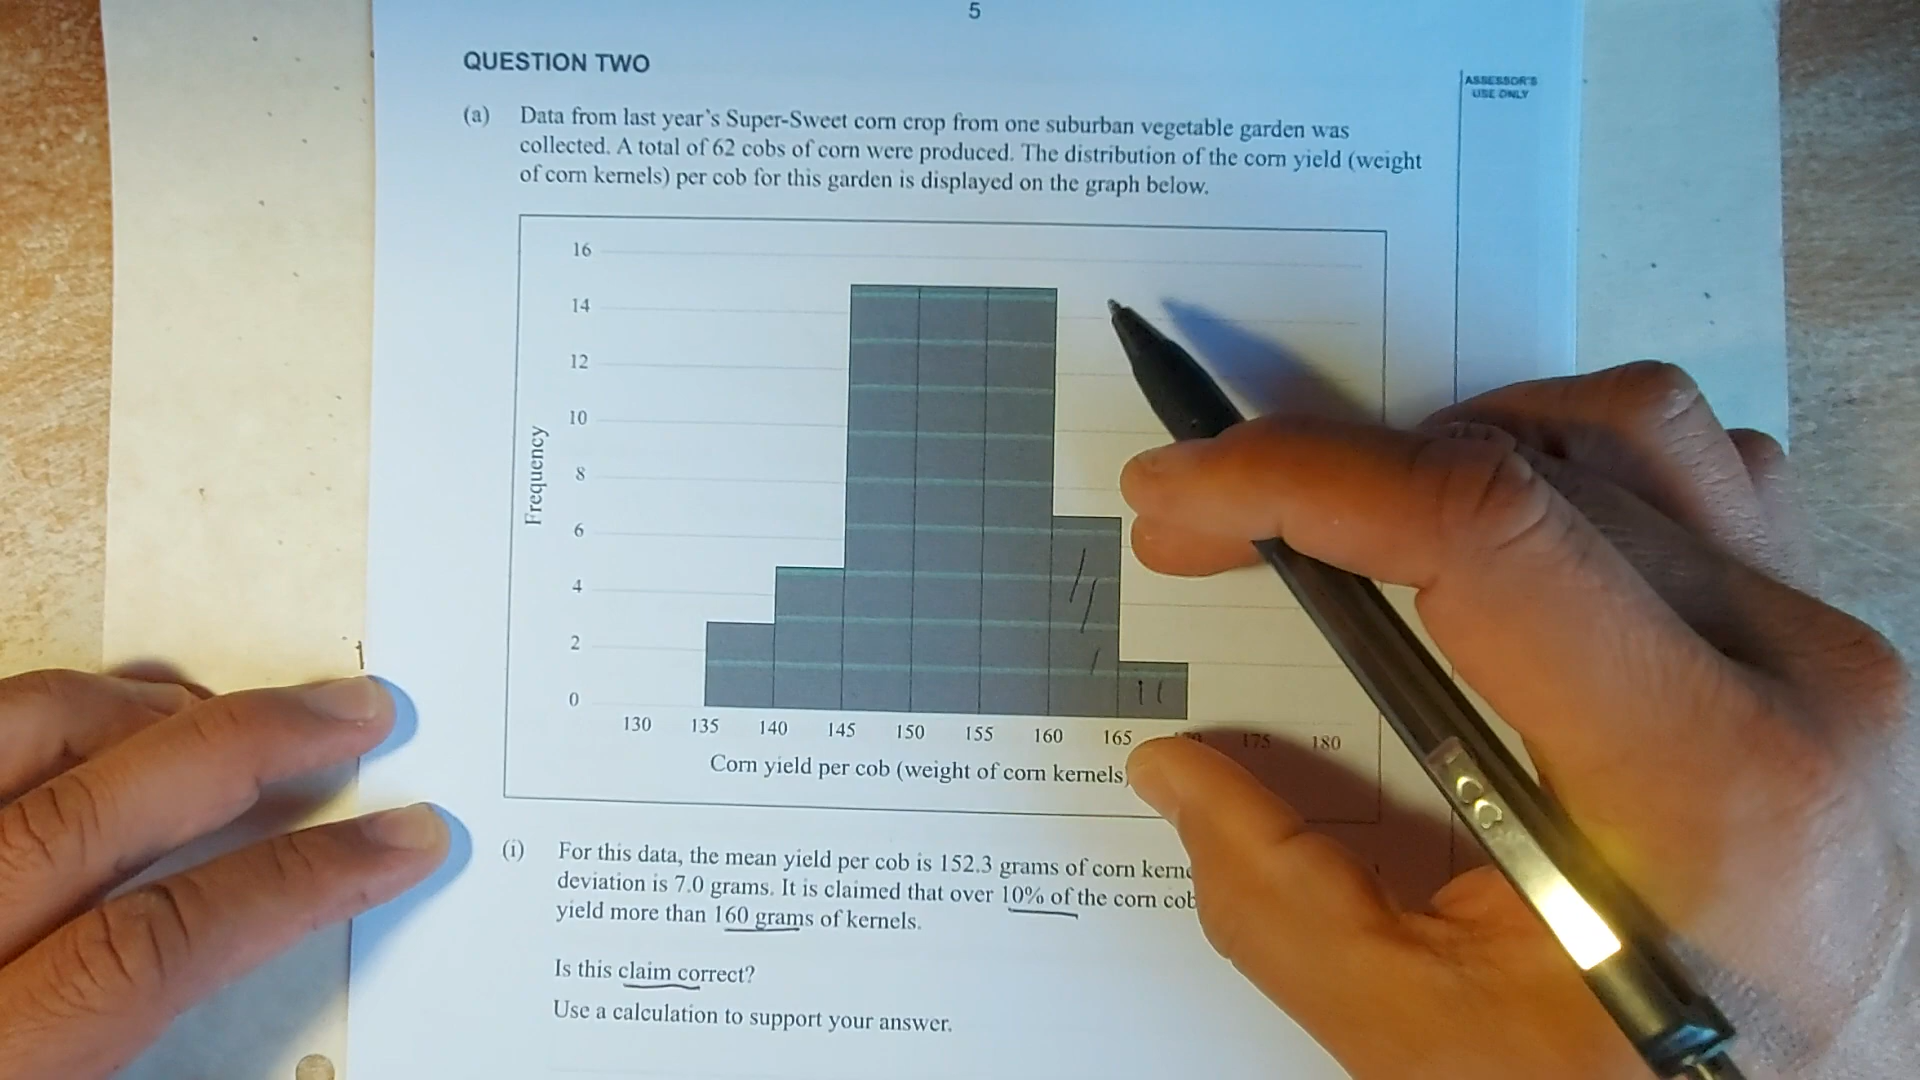 5
QUESTION TWO
ASSESSOR'S
USE ONLY
(a) Data from last year's Super-Sweet corn crop from one suburban vegetable garden was
collected. A total of 62 cobs of corn were produced. The distribution of the corn yield (weight
of corn kernels) per cob for this garden is displayed on the graph below.
16
14
12
10
8
6
4
2
0
Frequency
130 135 140 145 150 155 160 165 175 180
Corn yield per cob (weight of corn kernels)
(i) For this data, the mean yield per cob is 152.3 grams of corn
deviation is 7.0 grams. It is claimed that over 10% of the corn
yield more than 160 grams of kernels.
Is this claim correct?
Use a calculation to support your answer.